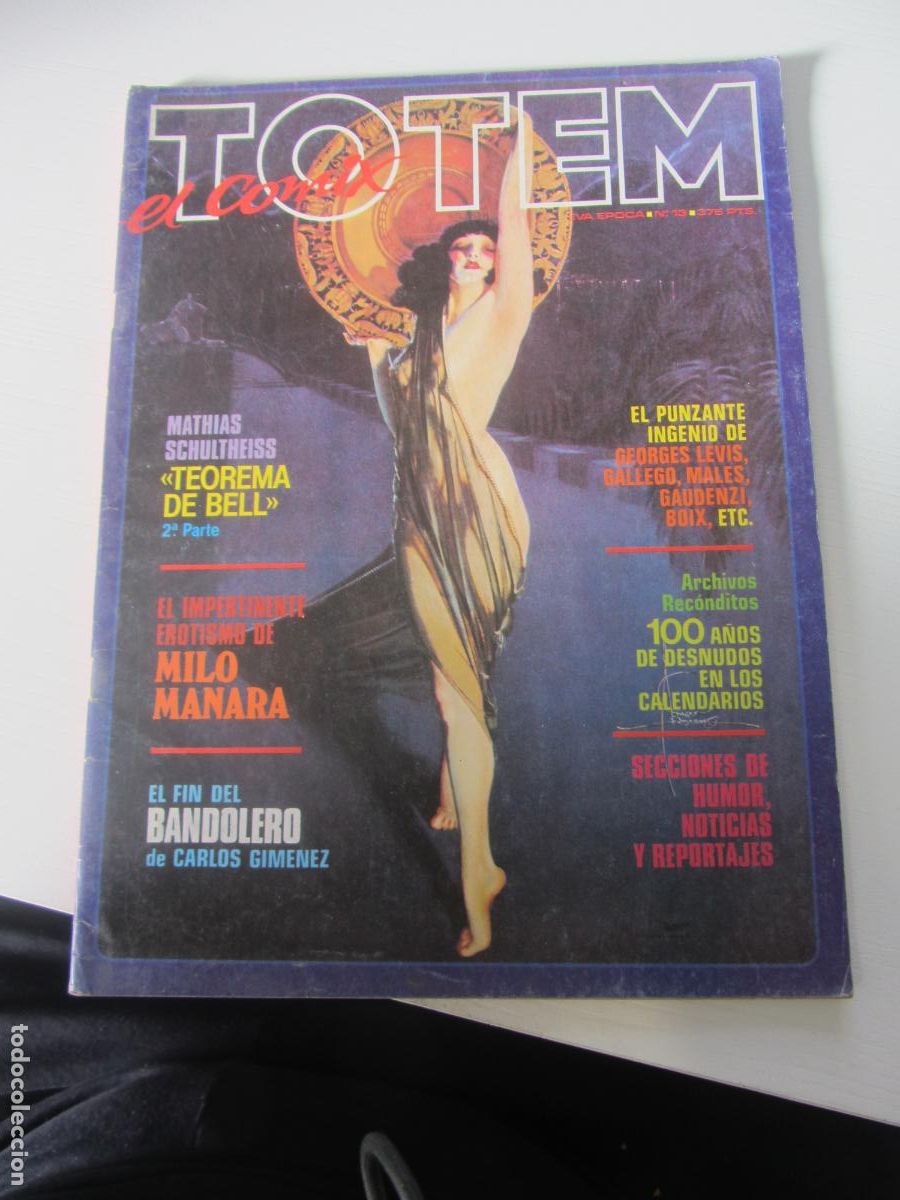 TOTEM
el Comix
VA EPOCA ■ Nº 13 ■ 375 PTS.
MATHIAS
SCHULTHEISS
«TEOREMA
DE BELL»
2ª Parte
EL IMPERTINENTE
EROTISMO DE
MILO
MANARA
EL FIN DEL
BANDOLERO
de CARLOS GIMENEZ
EL PUNZANTE
INGENIO DE
GEORGES LEVIS,
GALLEGO, MALES,
GAUDENZI,
BOIX, ETC.
Archivos
Recónditos
100 AÑOS
DE DESNUDOS
EN LOS
CALENDARIOS
SECCIONES DE
HUMOR,
NOTICIAS
Y REPORTAJES
todocoleccion